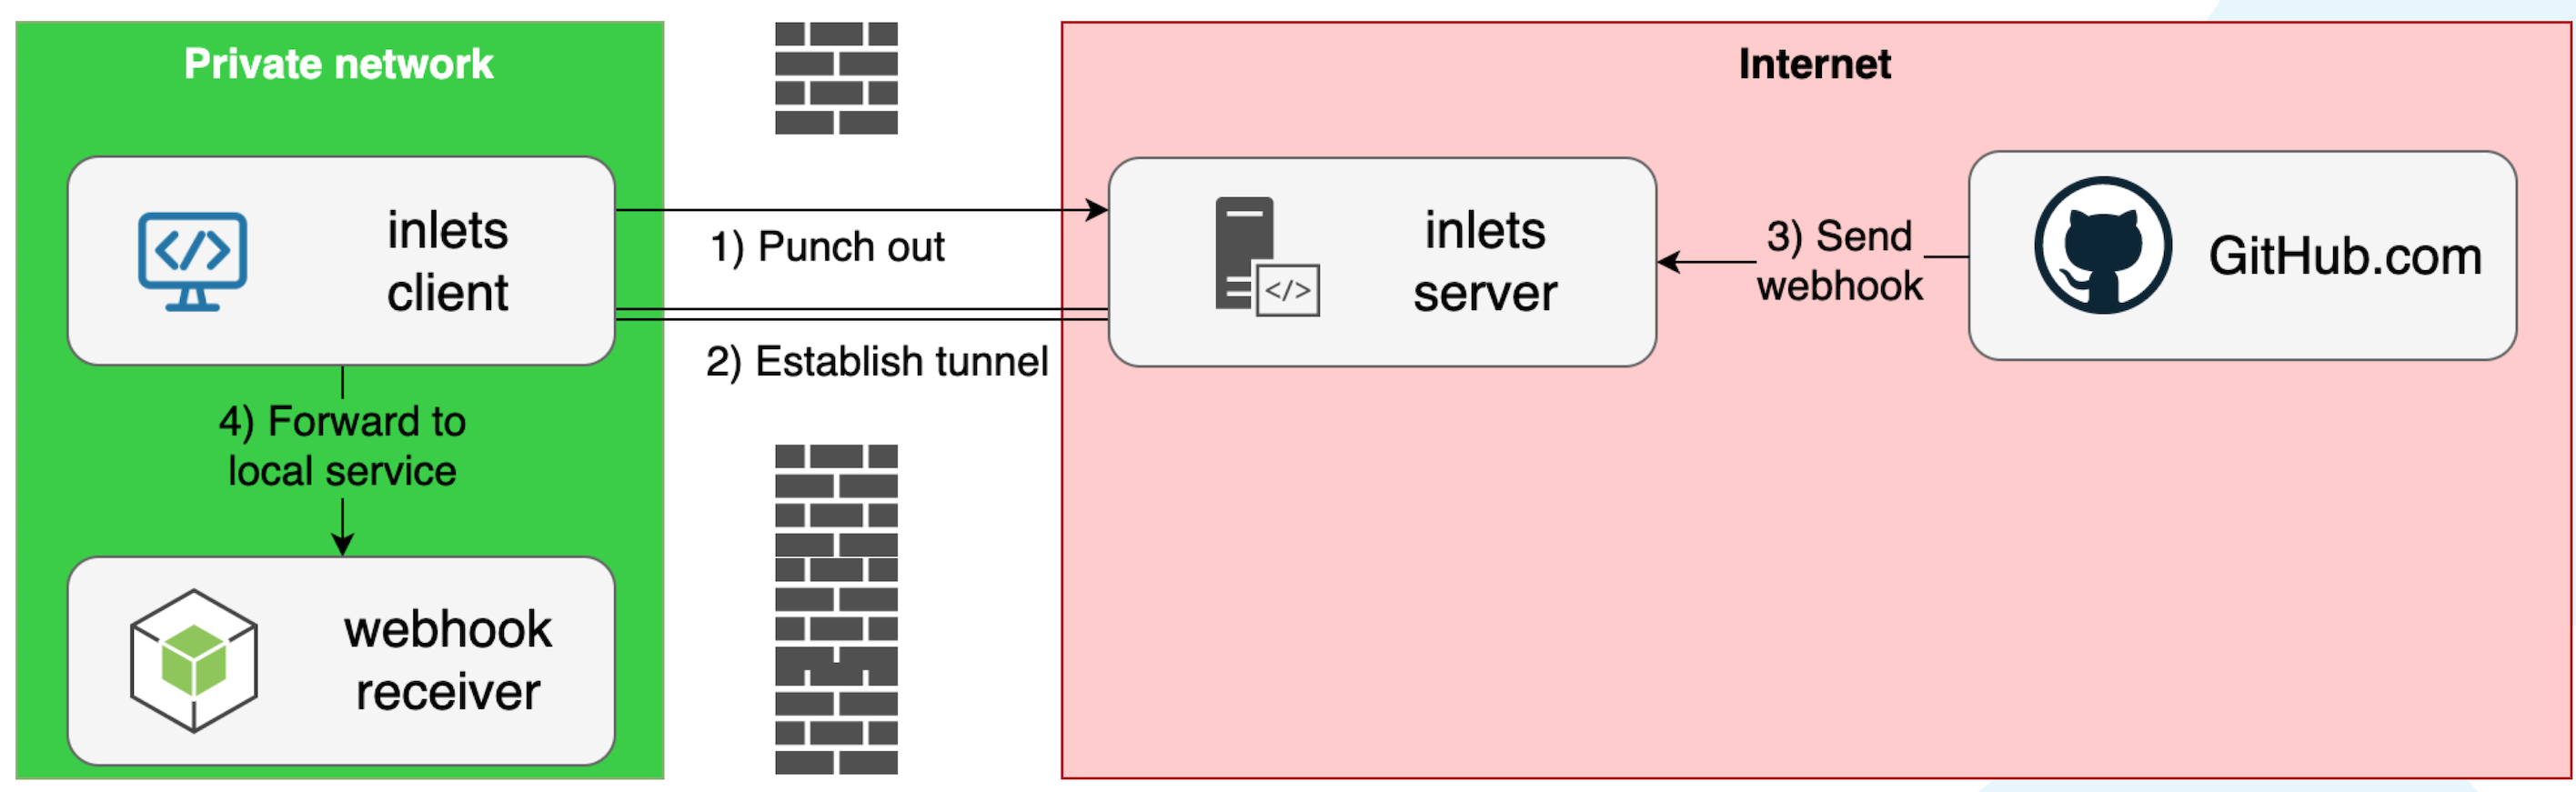 Private network
Internet
inlets
client
1) Punch out
2) Establish tunnel
inlets
server
</>
3) Send
webhook
GitHub.com
4) Forward to
local service
webhook
receiver
</>